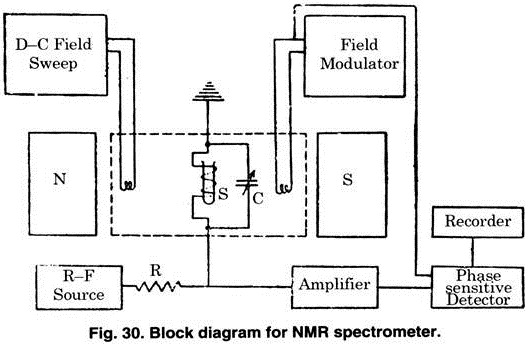 D–C Field
Sweep
Field
Modulator
N
S
C
S
R–F
Source
R
Amplifier
Recorder
Phase
sensitive
Detector
Fig. 30. Block diagram for NMR spectrometer.